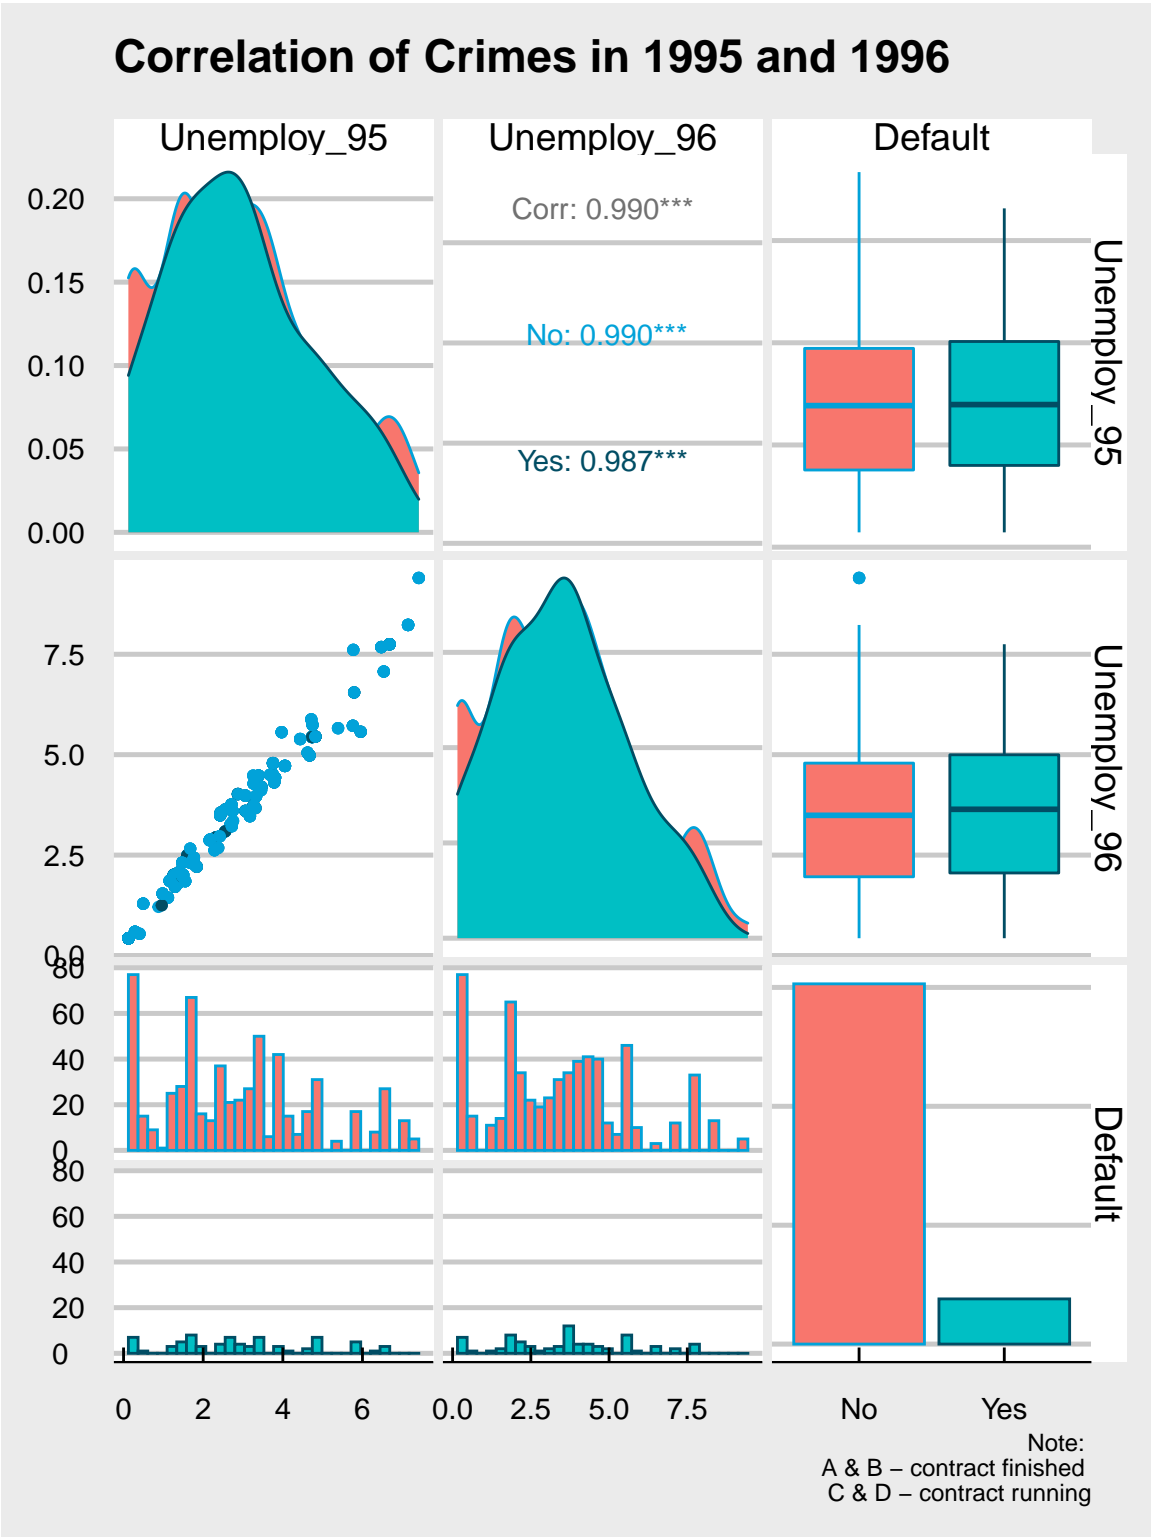 Correlation of Crimes in 1995 and 1996
Unemploy_95 Unemploy_96 Default
0.20
0.15
0.10
0.05
0.00
Corr: 0.990***
No: 0.990***
Yes: 0.987***
Unemploy_95
7.5
5.0
2.5
0.0
Unemploy_96
80
60
40
20
0
80
60
40
20
0
Default
0 2 4 6 0.0 2.5 5.0 7.5 No Yes
Note:
A & B – contract finished
C & D – contract running